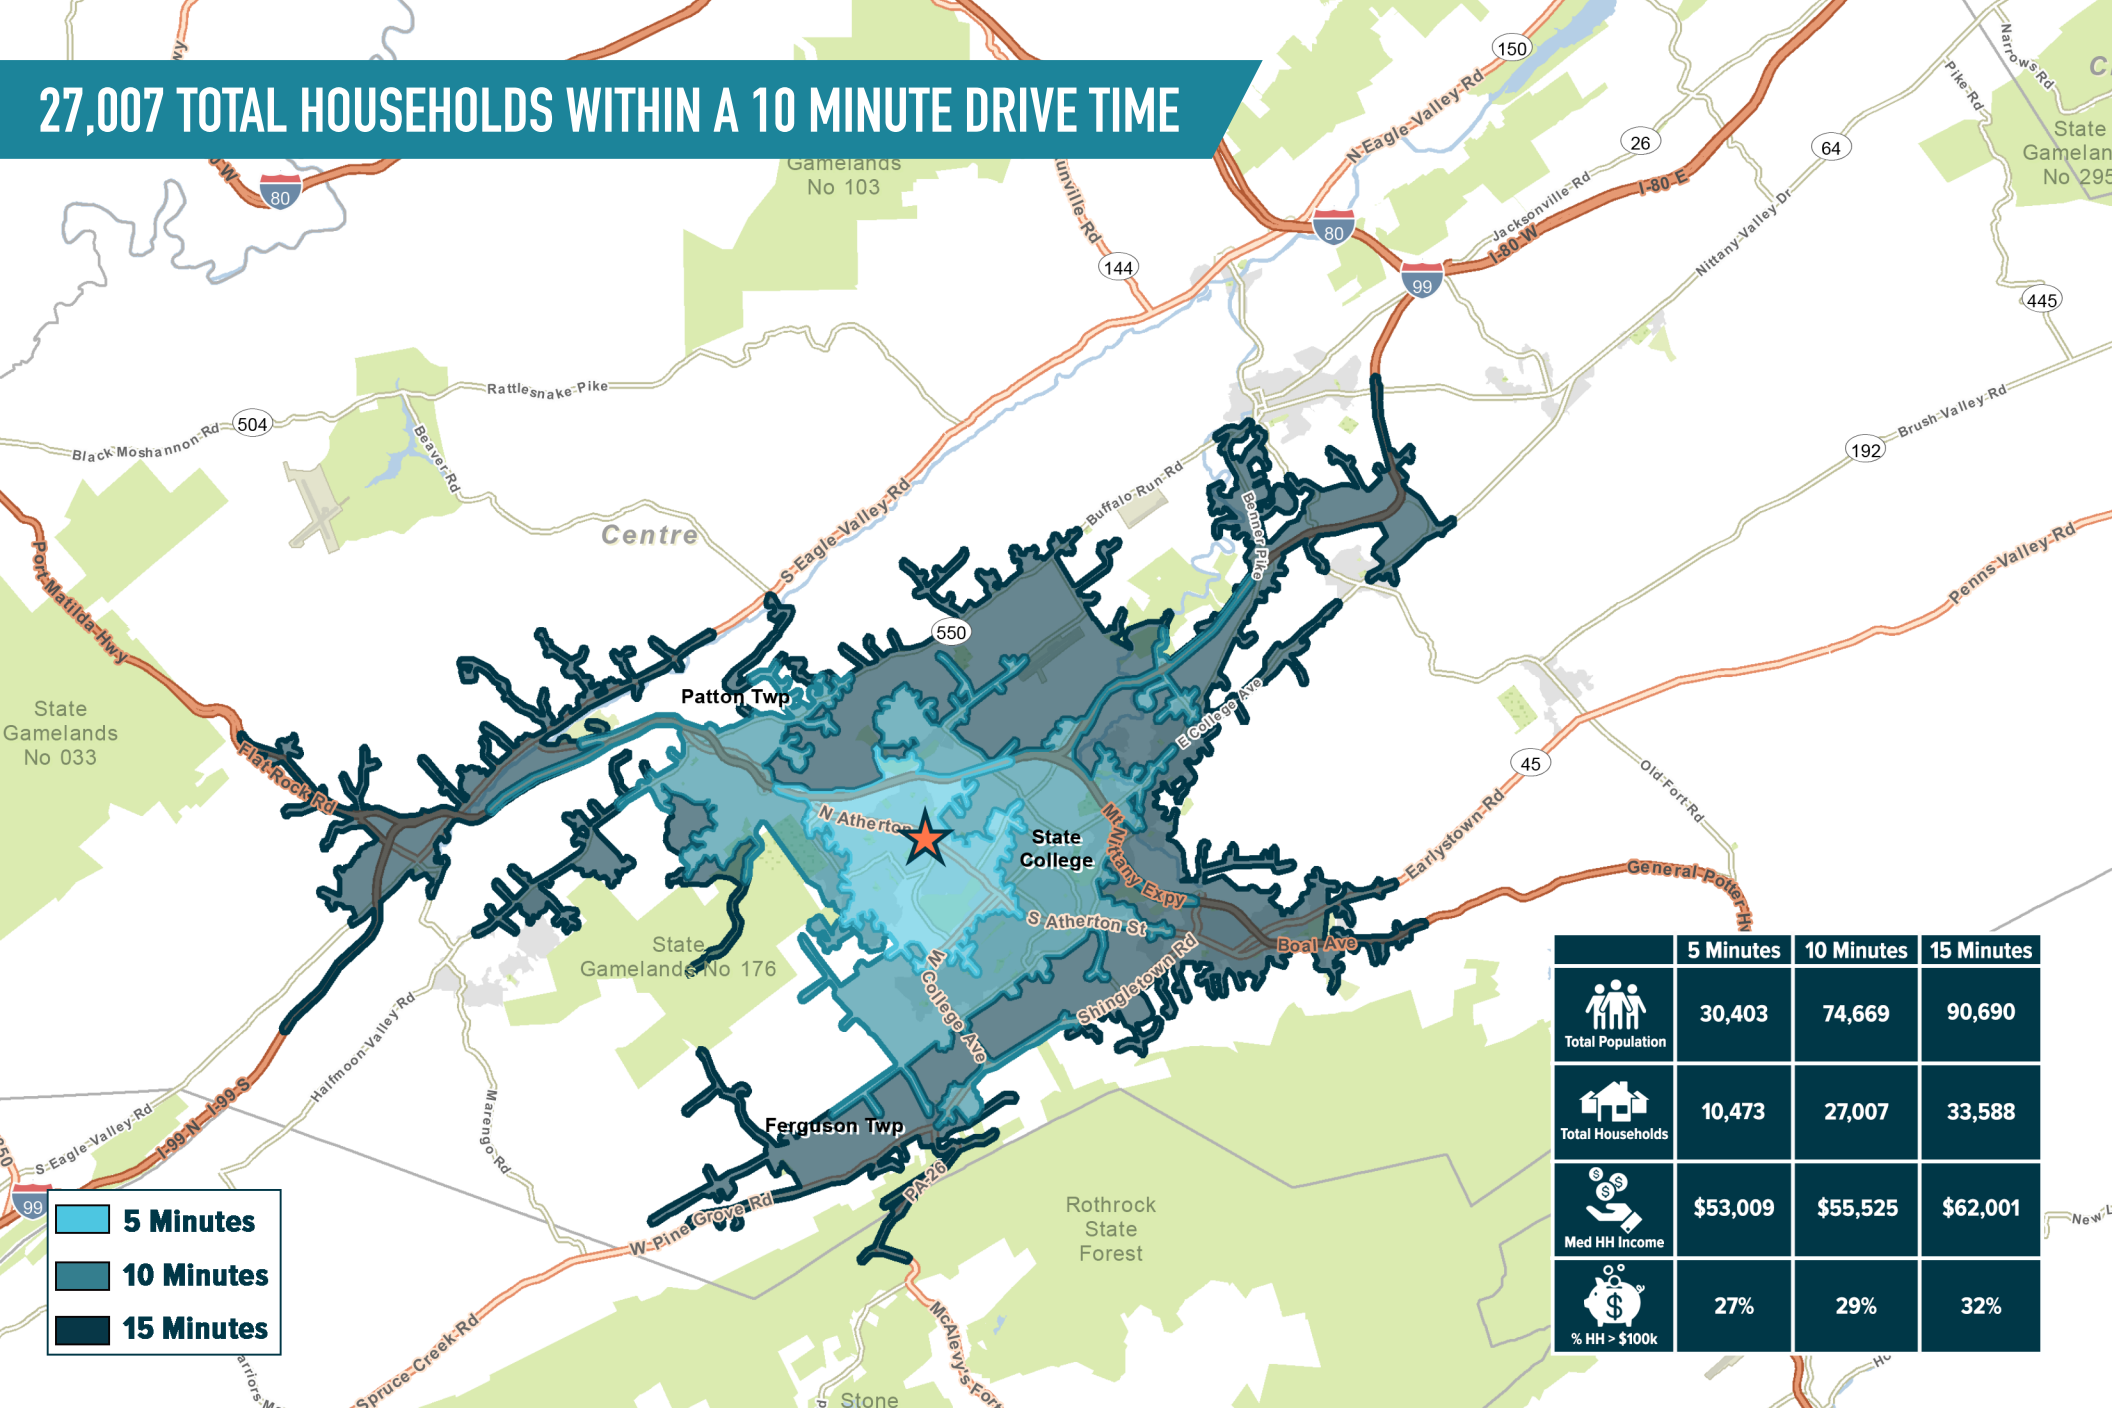 27,007 TOTAL HOUSEHOLDS WITHIN A 10 MINUTE DRIVE TIME
150
N Eagle Valley Rd
Narrows Rd
Pike Rd
26
64
State
No 295
Gamelands
No 103
80
80
I-80-E
Jacksonville Rd
I-80-W
Nittany Valley Dr
144
99
445
Rattlesnake Pike
504
Black Moshannon Rd
Beaver Rd
Brush Valley Rd
192
Buffalo Run Rd
S Eagle Valley Rd
Centre
Benner Pike
Port Matilda Hwy
Penns Valley Rd
550
Patton Twp
E College Ave
State
Gamelands
No 033
Flat Rock Rd
45
Old Fort Rd
N Atherton
State
College
Mt Nittany Expy
Earlystown Rd
General Potter
S Atherton St
Boal Ave
State
Gamelands No 176
W College Ave
Shingletown Rd
Halfmoon Valley Rd
S Eagle Valley Rd
I-99-N
I-99-S
Marengo Rd
Ferguson Twp
PA-26
W Pine Grove Rd
Rothrock
State
Forest
99
Spruce Creek Rd
McAlevy's Fort
Stone
5 Minutes
10 Minutes
15 Minutes
5 Minutes 10 Minutes 15 Minutes
Total Population 30,403 74,669 90,690
Total Households 10,473 27,007 33,588
Med HH Income $53,009 $55,525 $62,001
% HH > $100k 27% 29% 32%